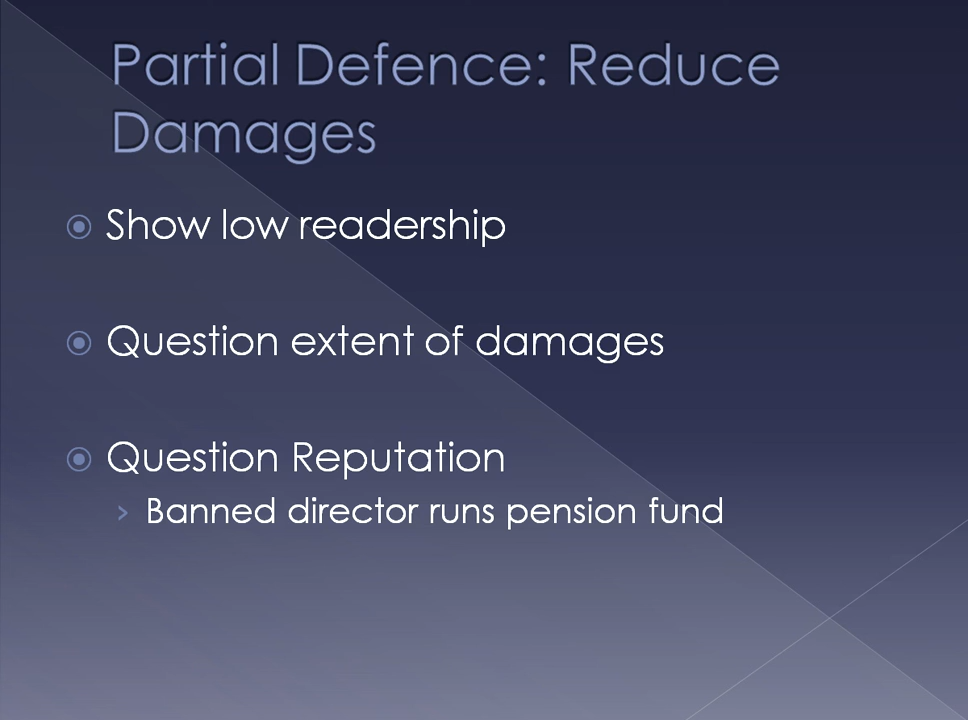 Partial Defence: Reduce
Damages
Show low readership
Question extent of damages
Question Reputation
Banned director runs pension fund